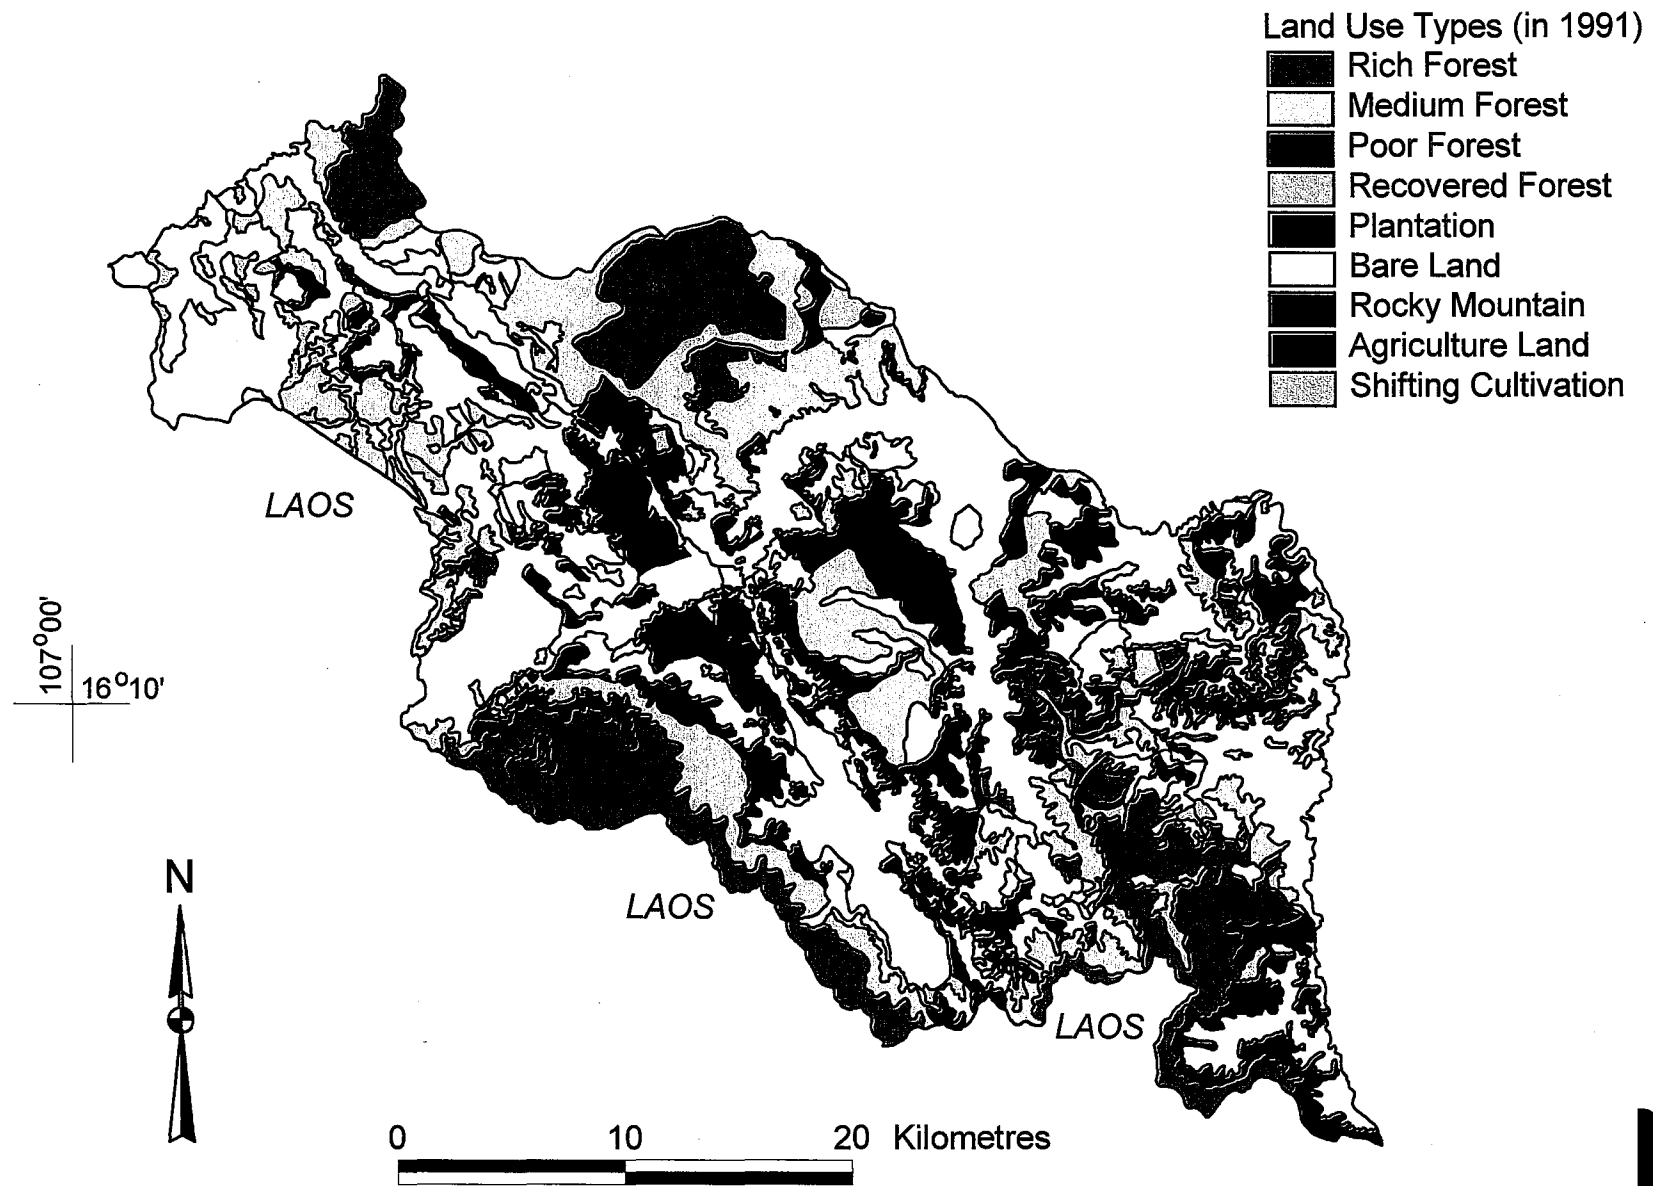 Land Use Types (in 1991)
Rich Forest
Medium Forest
Poor Forest
Recovered Forest
Plantation
Bare Land
Rocky Mountain
Agriculture Land
Shifting Cultivation
LAOS
107°00'
16°10'
LAOS
N
LAOS
0 10 20 Kilometres